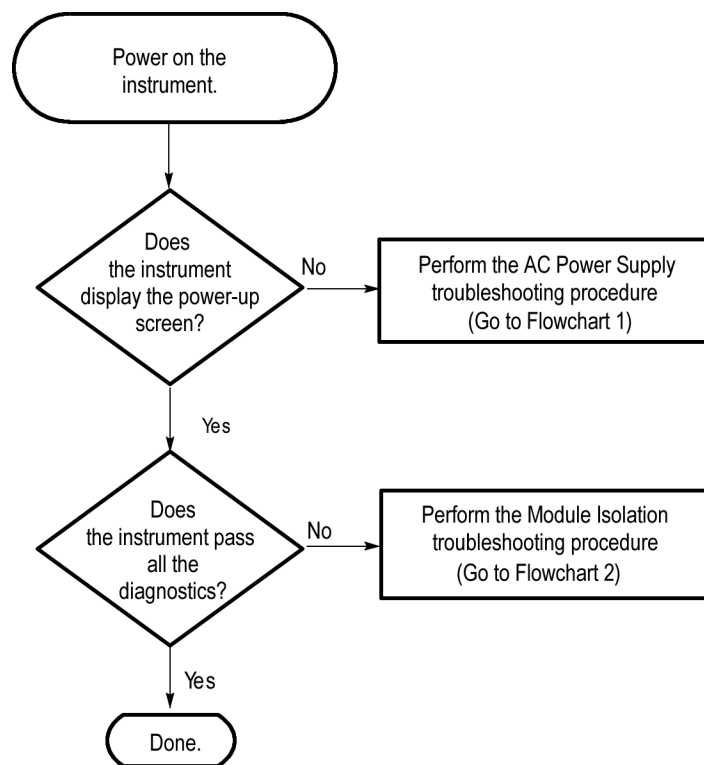 Power on the
instrument.
Does
the instrument
display the power-up
screen?
No
Perform the AC Power Supply
troubleshooting procedure
(Go to Flowchart 1)
Yes
Does
the instrument pass
all the
diagnostics?
No
Perform the Module Isolation
troubleshooting procedure
(Go to Flowchart 2)
Yes
Done.